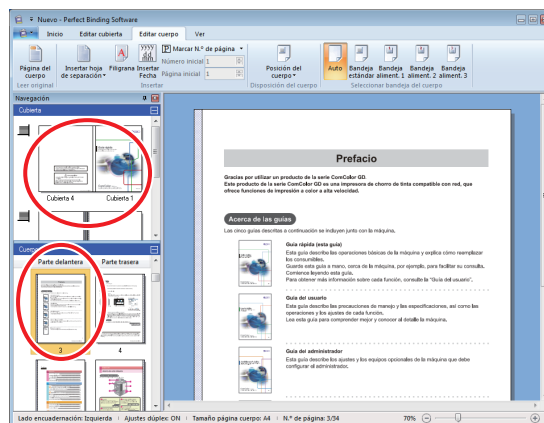 Nuevo - Perfect Binding Software
Inicio Editar cubierta Editar cuerpo Ver
Página del cuerpo
Insertar hoja de separación
Filigrana
Insertar Fecha
Marcar N.º de página
Número inicial 1
Página inicial 1
Posición del cuerpo
Auto
Bandeja estándar
Bandeja aliment. 1
Bandeja aliment. 2
Bandeja aliment. 3
Leer original Insertar Disposición del cuerpo Seleccionar bandeja del cuerpo
Navegación
Cubierta
Cubierta 4 Cubierta 1
Cuerpo
Parte delantera Parte trasera
3 4
Prefacio
Gracias por utilizar un producto de la serie ComColor GD.
Este producto de la serie ComColor GD es una impresora de chorro de tinta compatible con red, que
ofrece funciones de impresión a color a alta velocidad.
Acerca de las guías
Las cinco guías descritas a continuación se incluyen junto con la máquina.
Guía rápida (esta guía)
Esta guía describe las operaciones básicas de la máquina y explica cómo reemplazar
los consumibles.
Guarde esta guía a mano, cerca de la máquina, por ejemplo, para facilitar su consulta.
Comience leyendo esta guía.
Para obtener más información sobre cada función, consulte la "Guía del usuario".
Guía del usuario
Esta guía describe las precauciones de manejo y las especificaciones, así como las
operaciones y los ajustes de cada función.
Lea esta guía para comprender mejor y conocer al detalle la máquina.
Guía del administrador
Esta guía describe los ajustes y los equipos opcionales de la máquina que debe
configurar el administrador.
Lado encuadernación: Izquierda Ajustes dúplex: ON Tamaño página cuerpo: A4 N.º de página: 3/34 70%